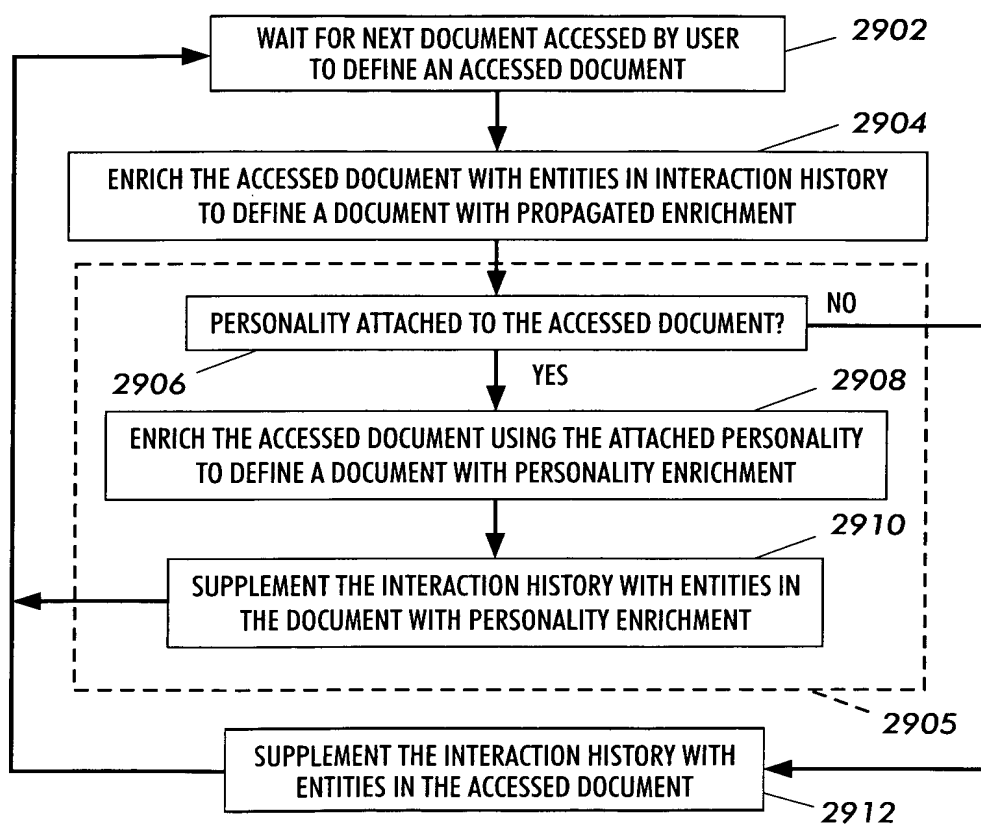 WAIT FOR NEXT DOCUMENT ACCESSED BY USER
TO DEFINE AN ACCESSED DOCUMENT
2902
2904
ENRICH THE ACCESSED DOCUMENT WITH ENTITIES IN INTERACTION HISTORY
TO DEFINE A DOCUMENT WITH PROPAGATED ENRICHMENT
PERSONALITY ATTACHED TO THE ACCESSED DOCUMENT?
NO
2906
YES
2908
ENRICH THE ACCESSED DOCUMENT USING THE ATTACHED PERSONALITY
TO DEFINE A DOCUMENT WITH PERSONALITY ENRICHMENT
2910
SUPPLEMENT THE INTERACTION HISTORY WITH ENTITIES IN
THE DOCUMENT WITH PERSONALITY ENRICHMENT
2905
SUPPLEMENT THE INTERACTION HISTORY WITH
ENTITIES IN THE ACCESSED DOCUMENT
2912